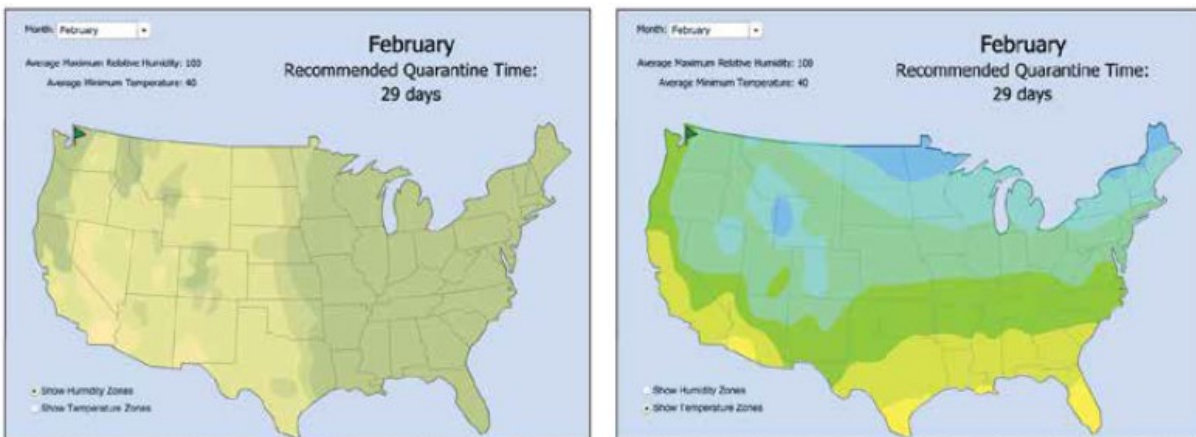 Month: February
Average Maximum Relative Humidity: 100
Average Minimum Temperature: 40
February
Recommended Quarantine Time:
29 days
Show Humidity Zones
Show Temperature Zones
Month: February
Average Maximum Relative Humidity: 100
Average Minimum Temperature: 40
February
Recommended Quarantine Time:
29 days
Show Humidity Zones
Show Temperature Zones